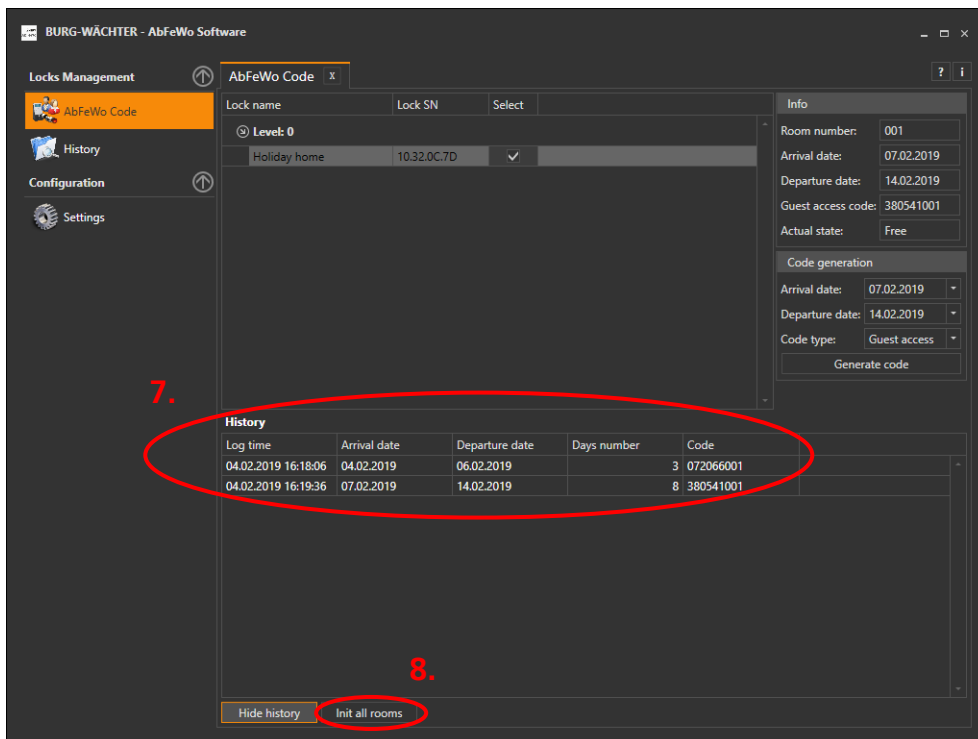 BURG-WÄCHTER - AbFeWo Software
Locks Management
AbFeWo Code
History
Configuration
Settings
AbFeWo Code X
? i
Lock name Lock SN Select
Level: 0
Holiday home 10.32.0C.7D
Info
Room number: 001
Arrival date: 07.02.2019
Departure date: 14.02.2019
Guest access code: 380541001
Actual state: Free
Code generation
Arrival date: 07.02.2019
Departure date: 14.02.2019
Code type: Guest access
Generate code
7.
History
Log time Arrival date Departure date Days number Code
04.02.2019 16:18:06 04.02.2019 06.02.2019 3 072066001
04.02.2019 16:19:36 07.02.2019 14.02.2019 8 380541001
8.
Hide history Init all rooms